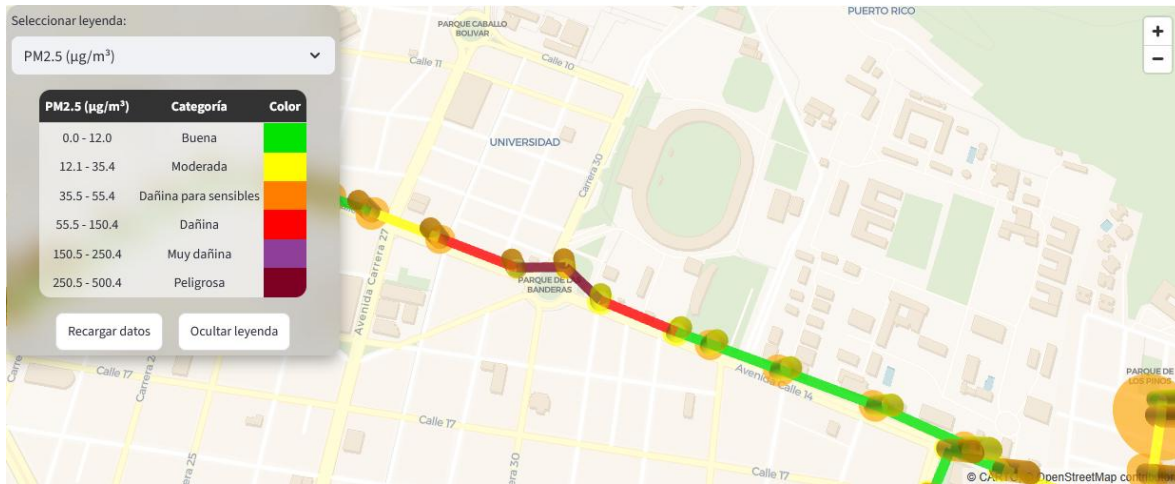 Seleccionar leyenda:
PM2.5 (µg/m³)
PM2.5 (µg/m³) Categoría Color
0.0 - 12.0 Buena
12.1 - 35.4 Moderada
35.5 - 55.4 Dañina para sensibles
55.5 - 150.4 Dañina
150.5 - 250.4 Muy dañina
250.5 - 500.4 Peligrosa
Recargar datos Ocultar leyenda
PARQUE CABALLO
BOLIVAR
PUERTO RICO
+
−
Calle 11
Calle 10
UNIVERSIDAD
Carrera 30
Avenida Carrera 27
PARQUE DE
BANDERAS
Avenida Calle 14
PARQUE DE
LOS PINOS
Calle 17
Calle 17
Calle 17
Carrera 30
Carrera
© OpenStreetMap